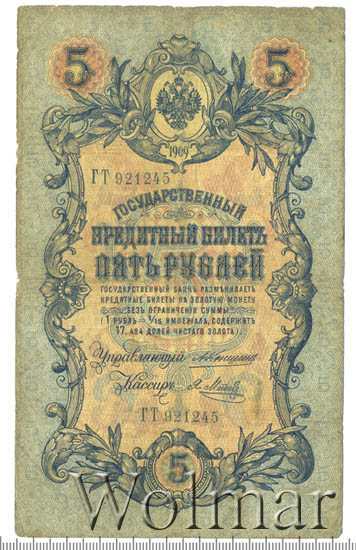 5 5
1909
ГТ 921245
ГОСУДАРСТВЕННЫЙ
КРЕДИТНЫЙ БИЛЕТЪ
ПЯТЬ РУБЛЕЙ
ГОСУДАРСТВЕННЫЙ БАНКЪ РАЗМѢНИВАЕТЪ
КРЕДИТНЫЕ БИЛЕТЫ НА ЗОЛОТУЮ МОНЕТУ
БЕЗЪ ОГРАНИЧЕНІЯ СУММЫ
(1 РУБЛЬ = 1/15 ИМПЕРІАЛА, СОДЕРЖИТЪ
17,424 ДОЛЕЙ ЧИСТАГО ЗОЛОТА).
Управляющій
Кассиръ
ГТ 921245
5
Wolmar